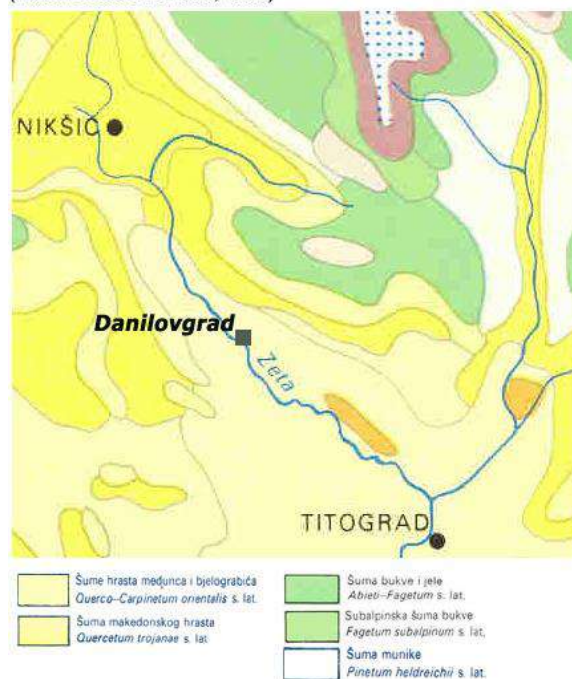 NIKŠIĆ
Danilovgrad
Zeta
TITOGRAD
Šume hrasta medunca i bjelograbića
Querco–Carpinetum orientalis s. lat.
Šuma makedonskog hrasta
Quercetum trojanae s. lat
Šuma bukve i jele
Abieti–Fagetum s. lat.
Subalpinska šuma bukve
Fagetum subalpinum s. lat.
Šuma munike
Pinetum heldreichii s. lat.